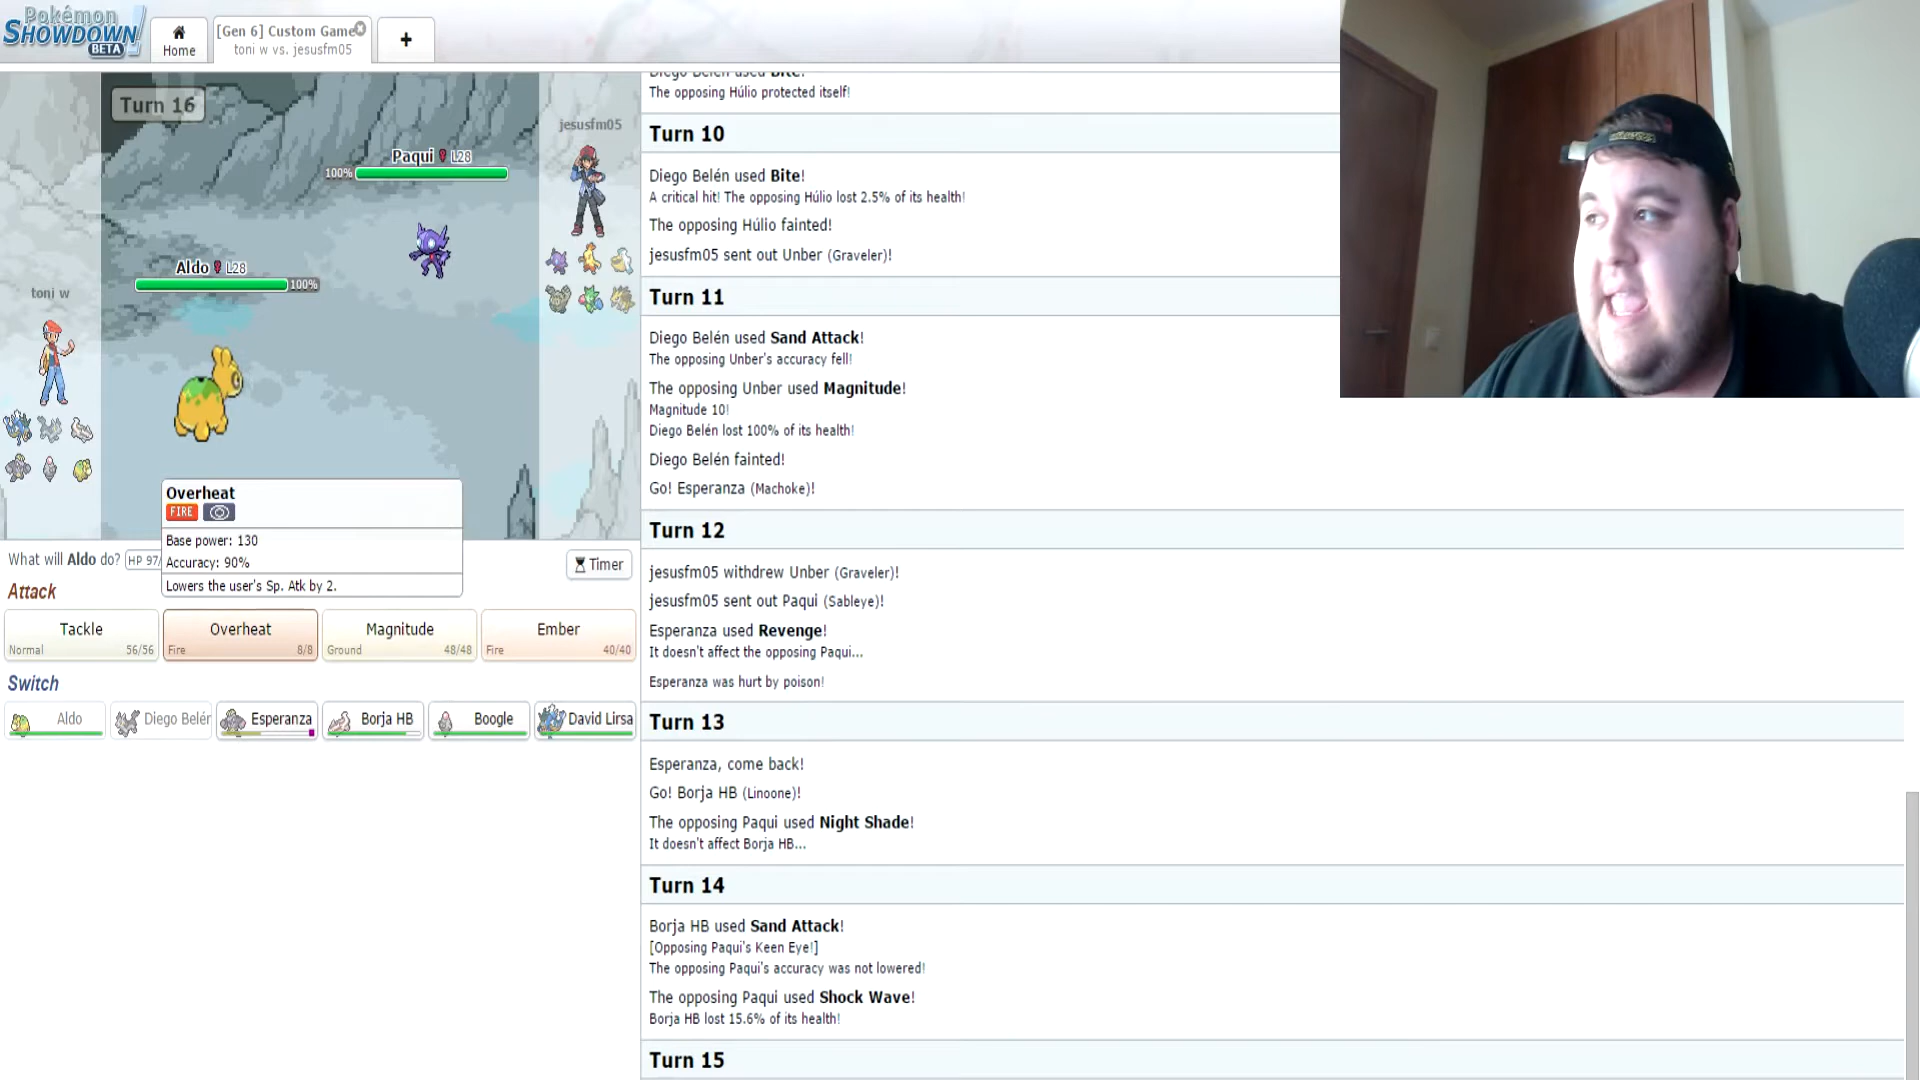 Pokémon
SHOWDOWN
BETA
Home
[Gen 6] Custom Game
toni w vs. jesusfm05
+
Turn 16
jesusfm05
Paqui L28
100%
Aldo L28
100%
toni w
Overheat
FIRE
Base power: 130
Accuracy: 90%
Lowers the user's Sp. Atk by 2.
What will Aldo do? HP 97/
Timer
Attack
Tackle
Normal 56/56
Overheat
Fire 8/8
Magnitude
Ground 48/48
Ember
Fire 40/40
Switch
Aldo
Diego Belér
Esperanza
Borja HB
Boogle
David Lirsa
Diego Belén used Bite!
The opposing Húlio protected itself!
Turn 10
Diego Belén used Bite!
A critical hit! The opposing Húlio lost 2.5% of its health!
The opposing Húlio fainted!
jesusfm05 sent out Unber (Graveler)!
Turn 11
Diego Belén used Sand Attack!
The opposing Unber's accuracy fell!
The opposing Unber used Magnitude!
Magnitude 10!
Diego Belén lost 100% of its health!
Diego Belén fainted!
Go! Esperanza (Machoke)!
Turn 12
jesusfm05 withdrew Unber (Graveler)!
jesusfm05 sent out Paqui (Sableye)!
Esperanza used Revenge!
It doesn't affect the opposing Paqui...
Esperanza was hurt by poison!
Turn 13
Esperanza, come back!
Go! Borja HB (Linoone)!
The opposing Paqui used Night Shade!
It doesn't affect Borja HB...
Turn 14
Borja HB used Sand Attack!
[Opposing Paqui's Keen Eye!]
The opposing Paqui's accuracy was not lowered!
The opposing Paqui used Shock Wave!
Borja HB lost 15.6% of its health!
Turn 15